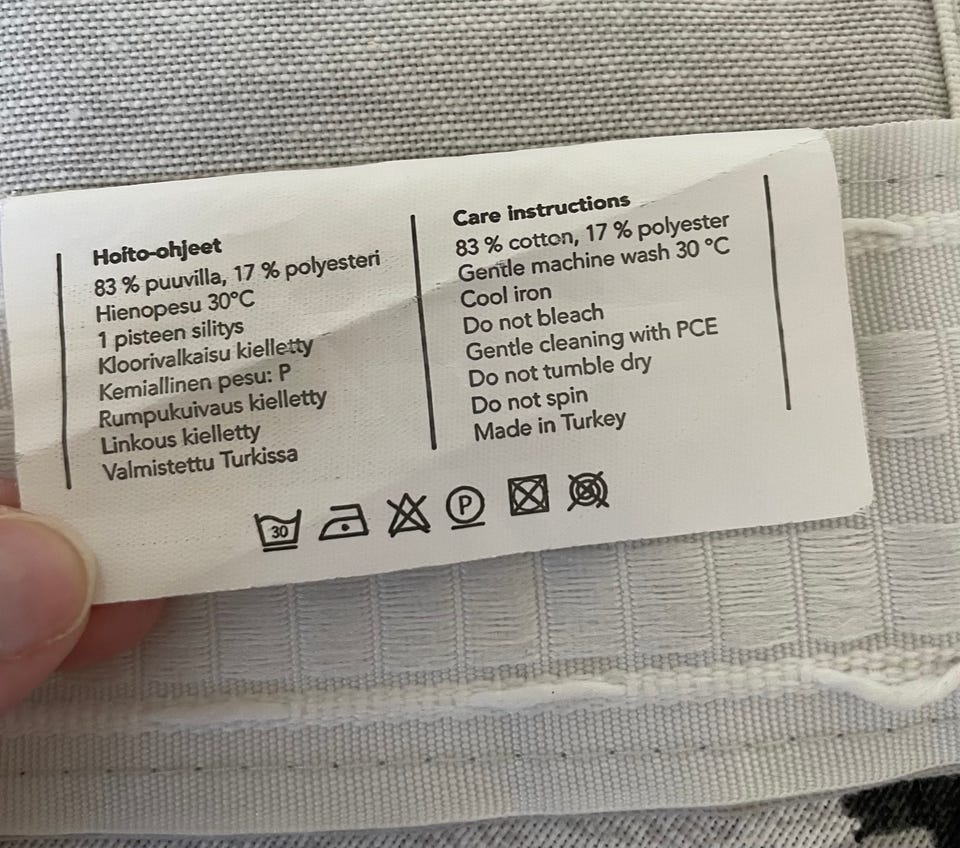 Hoito-ohjeet
83 % puuvilla, 17 % polyesteri
Hienopesu 30°C
1 pisteen silitys
Kloorivalkaisu kielletty
Kemiallinen pesu: P
Rumpukuivaus kielletty
Linkous kielletty
Valmistettu Turkissa
Care instructions
83 % cotton, 17 % polyester
Gentle machine wash 30 °C
Cool iron
Do not bleach
Gentle cleaning with PCE
Do not tumble dry
Do not spin
Made in Turkey
30 P